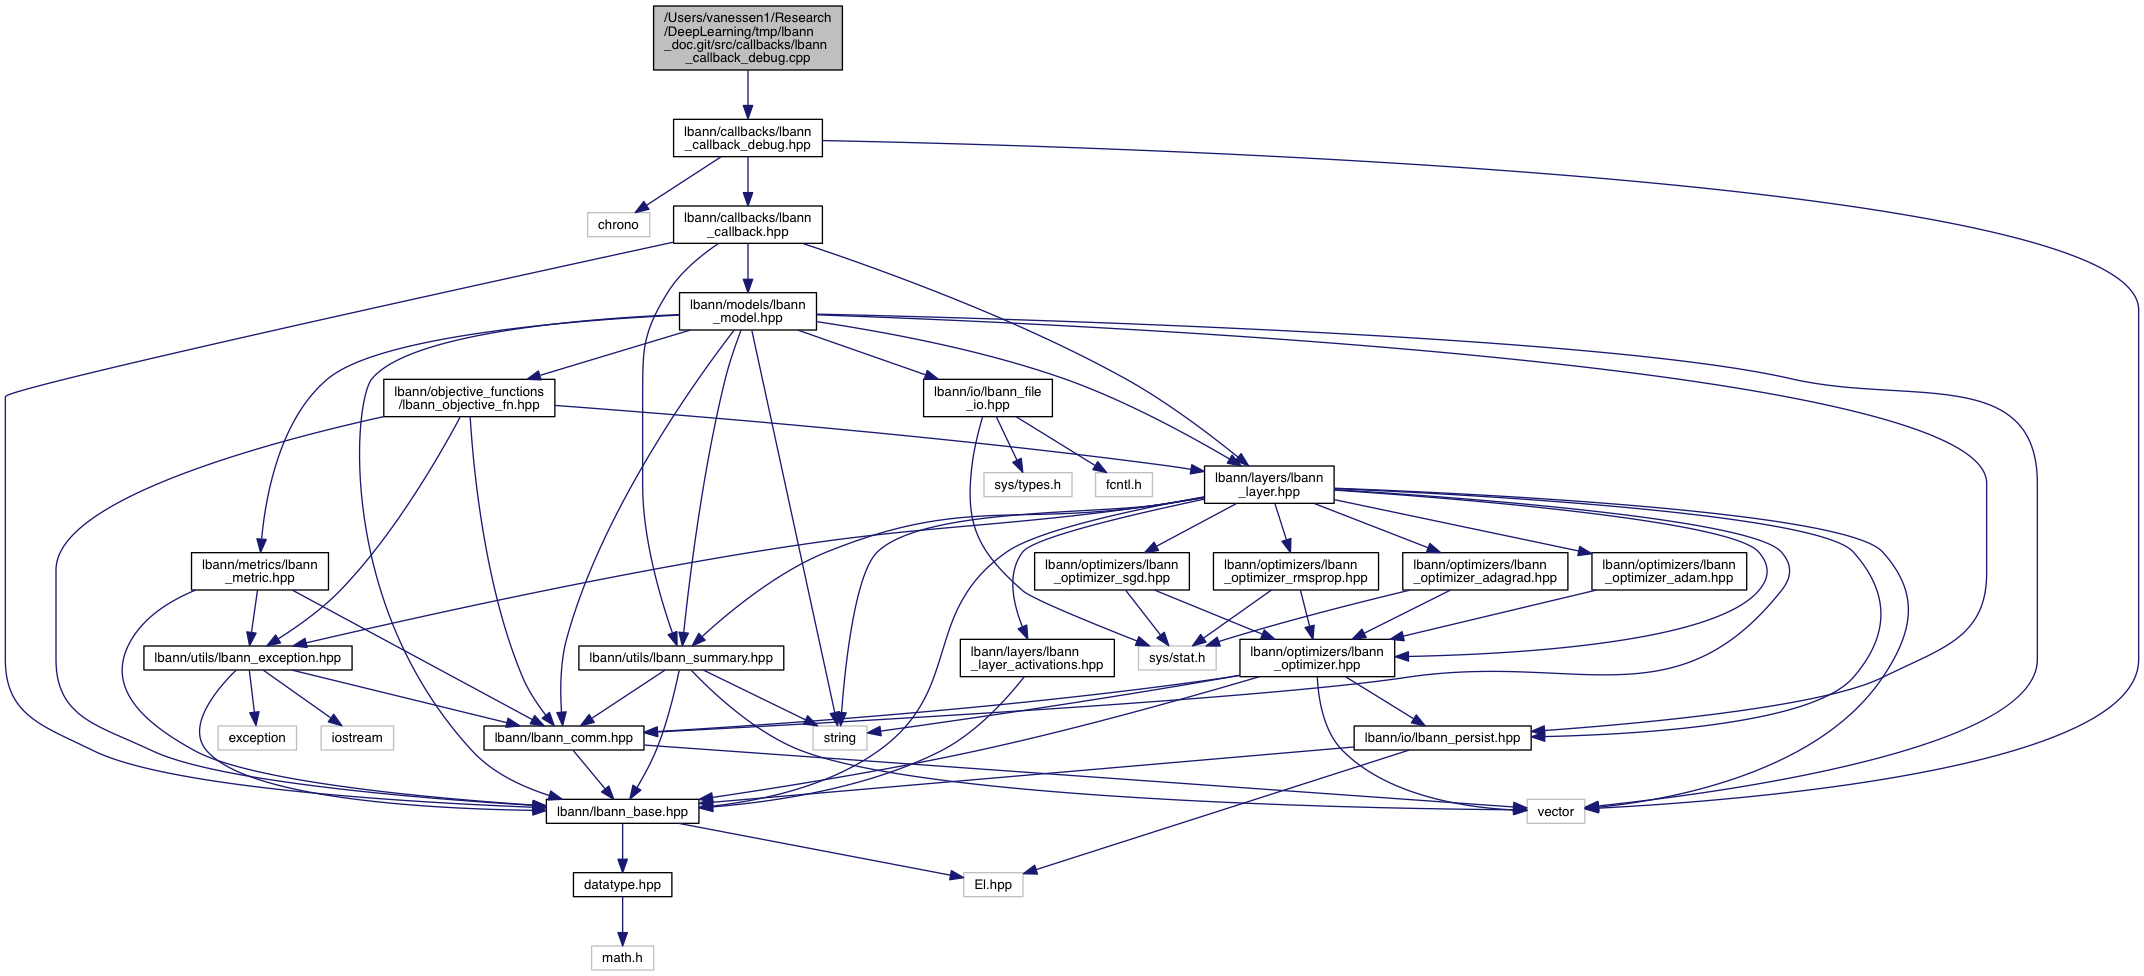 /Users/vanessen1/Research
/DeepLearning/tmp/lbann
_doc.git/src/callbacks/lbann
_callback_debug.cpp
lbann/callbacks/lbann
_callback_debug.hpp
chrono
lbann/callbacks/lbann
_callback.hpp
lbann/models/lbann
_model.hpp
lbann/objective_functions
/lbann_objective_fn.hpp
lbann/io/lbann_file
_io.hpp
sys/types.h
fcntl.h
lbann/layers/lbann
_layer.hpp
lbann/metrics/lbann
_metric.hpp
lbann/optimizers/lbann
_optimizer_sgd.hpp
lbann/optimizers/lbann
_optimizer_rmsprop.hpp
lbann/optimizers/lbann
_optimizer_adagrad.hpp
lbann/optimizers/lbann
_optimizer_adam.hpp
lbann/utils/lbann_exception.hpp
lbann/utils/lbann_summary.hpp
lbann/layers/lbann
_layer_activations.hpp
sys/stat.h
lbann/optimizers/lbann
_optimizer.hpp
exception
iostream
lbann/lbann_comm.hpp
string
lbann/io/lbann_persist.hpp
lbann/lbann_base.hpp
vector
datatype.hpp
El.hpp
math.h